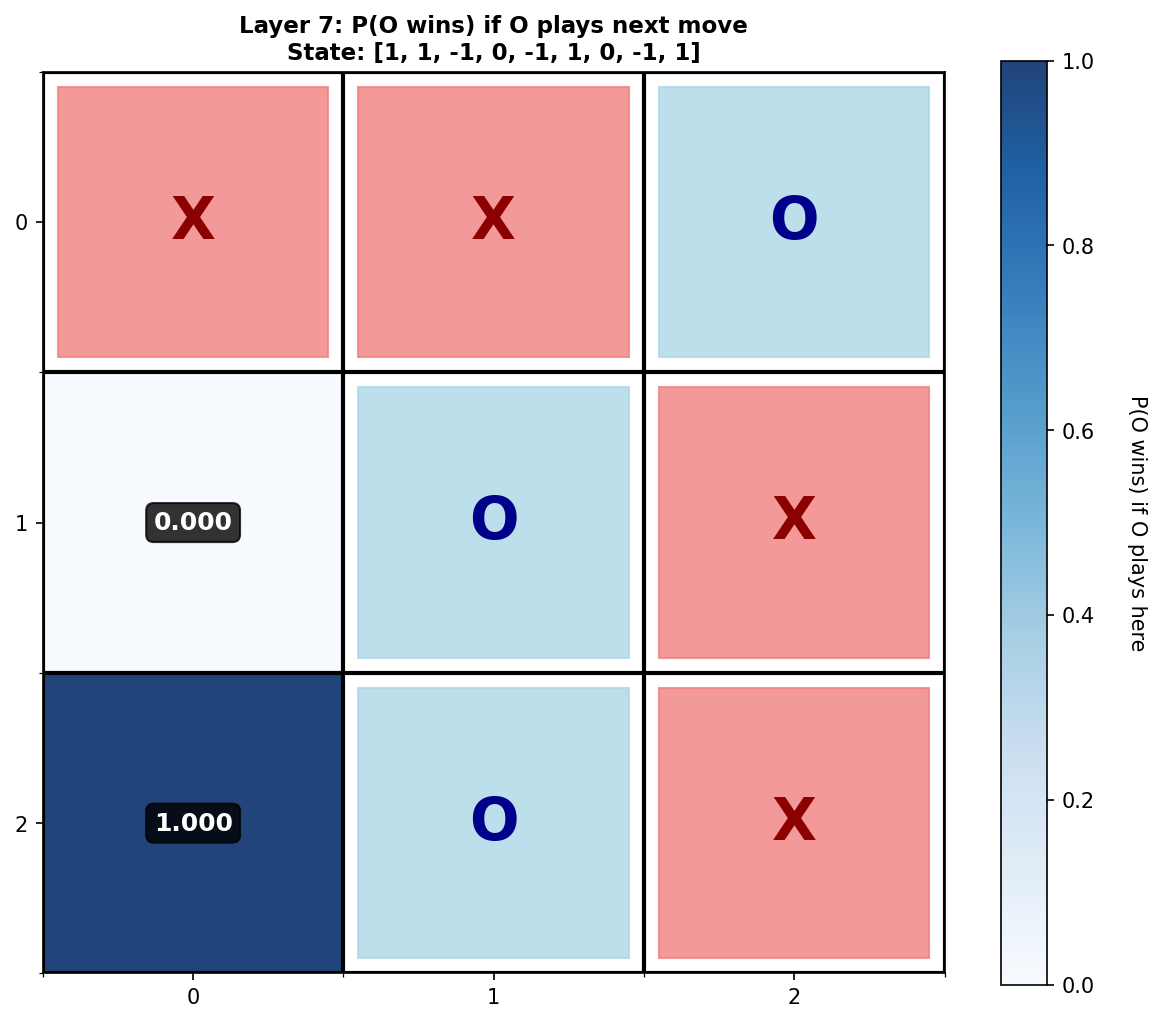 Layer 7: P(O wins) if O plays next move
State: [1, 1, -1, 0, -1, 1, 0, -1, 1]
0
X
X
O
1
0.000
O
X
2
1.000
O
X
0
1
2
1.0
0.8
0.6
0.4
0.2
0.0
P(O wins) if O plays here